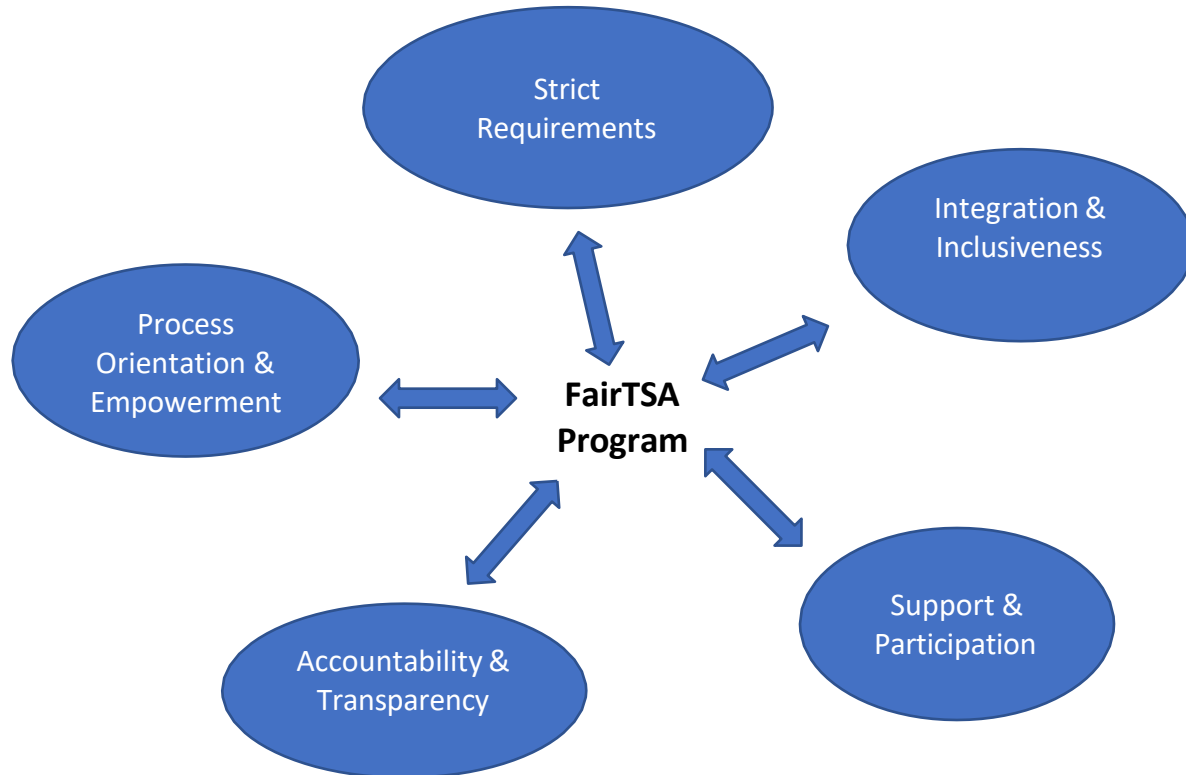 Strict
Requirements
Integration &
Inclusiveness
Process
Orientation &
Empowerment
FairTSA
Program
Support &
Participation
Accountability &
Transparency